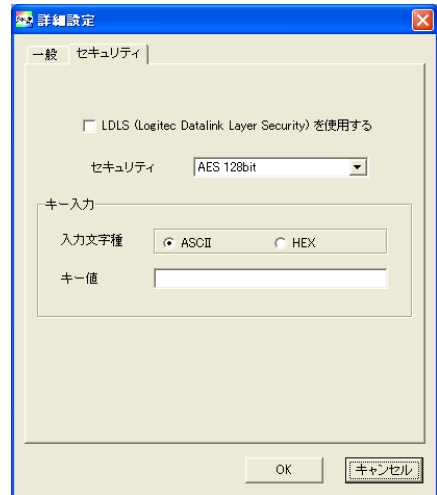 詳細設定
一般 セキュリティ
LDLS (Logitec Datalink Layer Security) を使用する
セキュリティ AES 128bit
キー入力
入力文字種 ASCII HEX
キー値
OK キャンセル